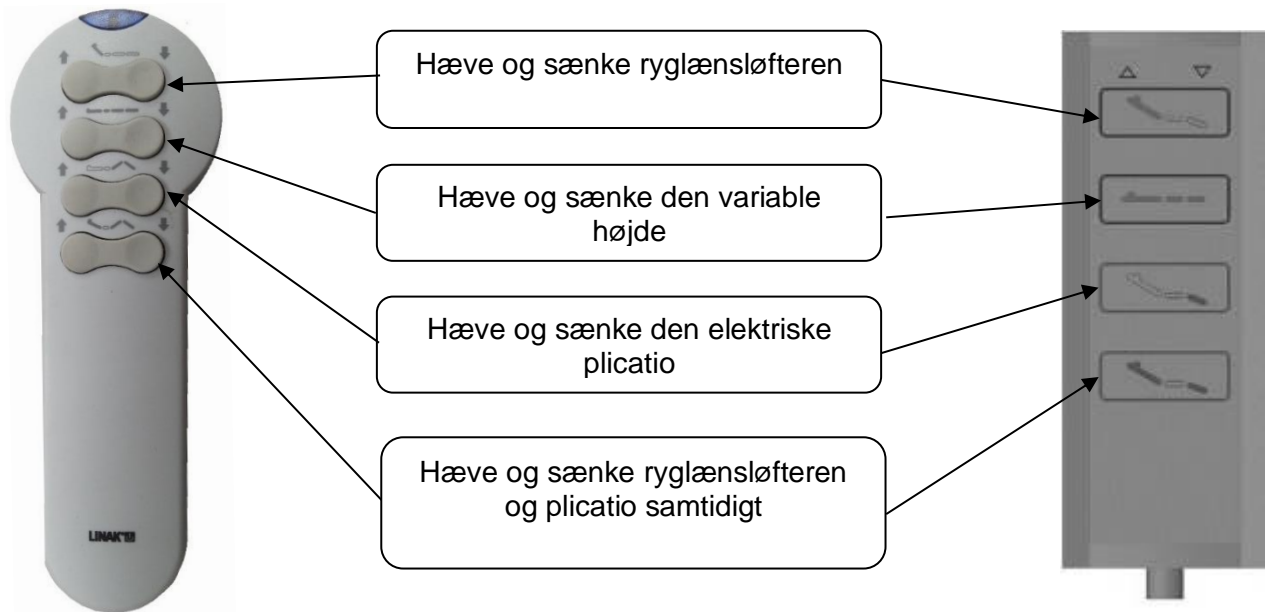 Hæve og sænke ryglænsløfteren
Hæve og sænke den variable
højde
Hæve og sænke den elektriske
plicatio
Hæve og sænke ryglænsløfteren
og plicatio samtidigt
LINAK